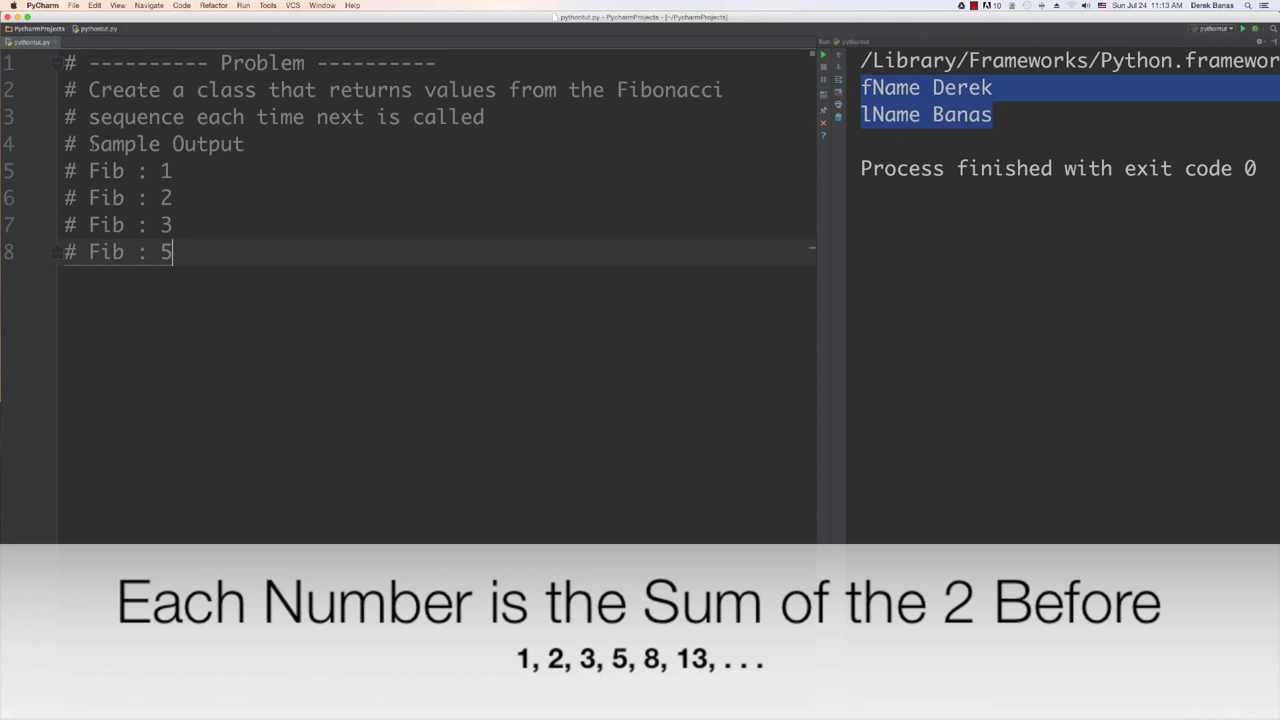 PyCharm File Edit View Navigate Code Refactor Run Tools VCS Window Help 10 Sun Jul 24 11:13 AM Derek Banas
pythontut.py - PycharmProjects - [~/PycharmProjects]
PycharmProjects pythontut.py pythontut
pythontut.py Run: pythontut
1 # ---------- Problem ----------
2 # Create a class that returns values from the Fibonacci
3 # sequence each time next is called
4 # Sample Output
5 # Fib : 1
6 # Fib : 2
7 # Fib : 3
8 # Fib : 5
/Library/Frameworks/Python.framewor
fName Derek
lName Banas
Process finished with exit code 0
Each Number is the Sum of the 2 Before
1, 2, 3, 5, 8, 13, . . .